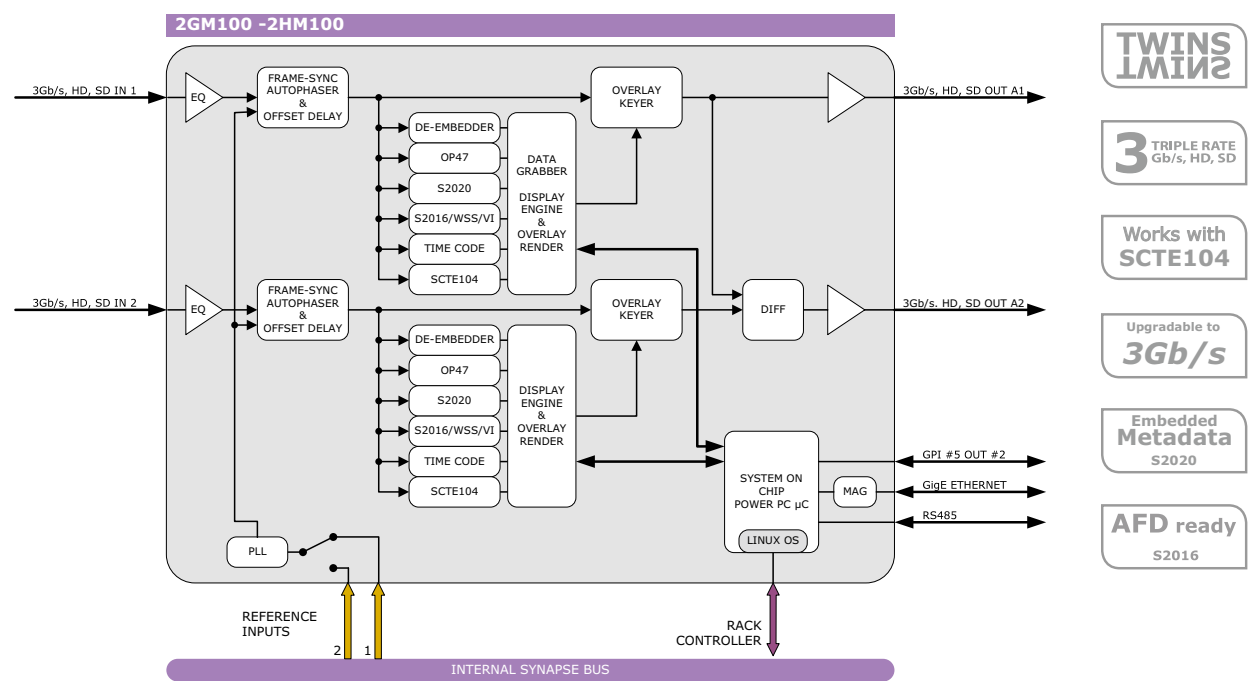 2GM100 -2HM100
3Gb/s, HD, SD IN 1
EQ
FRAME-SYNC
AUTOPHASER
&
OFFSET DELAY
OVERLAY
KEYER
3Gb/s, HD, SD OUT A1
DE-EMBEDDER
OP47
S2020
S2016/WSS/VI
TIME CODE
SCTE104
DATA
GRABBER
DISPLAY
ENGINE
&
OVERLAY
RENDER
3Gb/s, HD, SD IN 2
EQ
FRAME-SYNC
AUTOPHASER
&
OFFSET DELAY
OVERLAY
KEYER
DIFF
3Gb/s. HD, SD OUT A2
DE-EMBEDDER
OP47
S2020
S2016/WSS/VI
TIME CODE
SCTE104
DISPLAY
ENGINE
&
OVERLAY
RENDER
SYSTEM ON
CHIP
POWER PC µC
LINUX OS
MAG
GPI #5 OUT #2
GigE ETHERNET
RS485
PLL
REFERENCE
INPUTS
2
1
RACK
CONTROLLER
INTERNAL SYNAPSE BUS
TWINS
TWINS
3
TRIPLE RATE
Gb/s, HD, SD
Works with
SCTE104
Upgradable to
3Gb/s
Embedded
Metadata
S2020
AFD ready
S2016